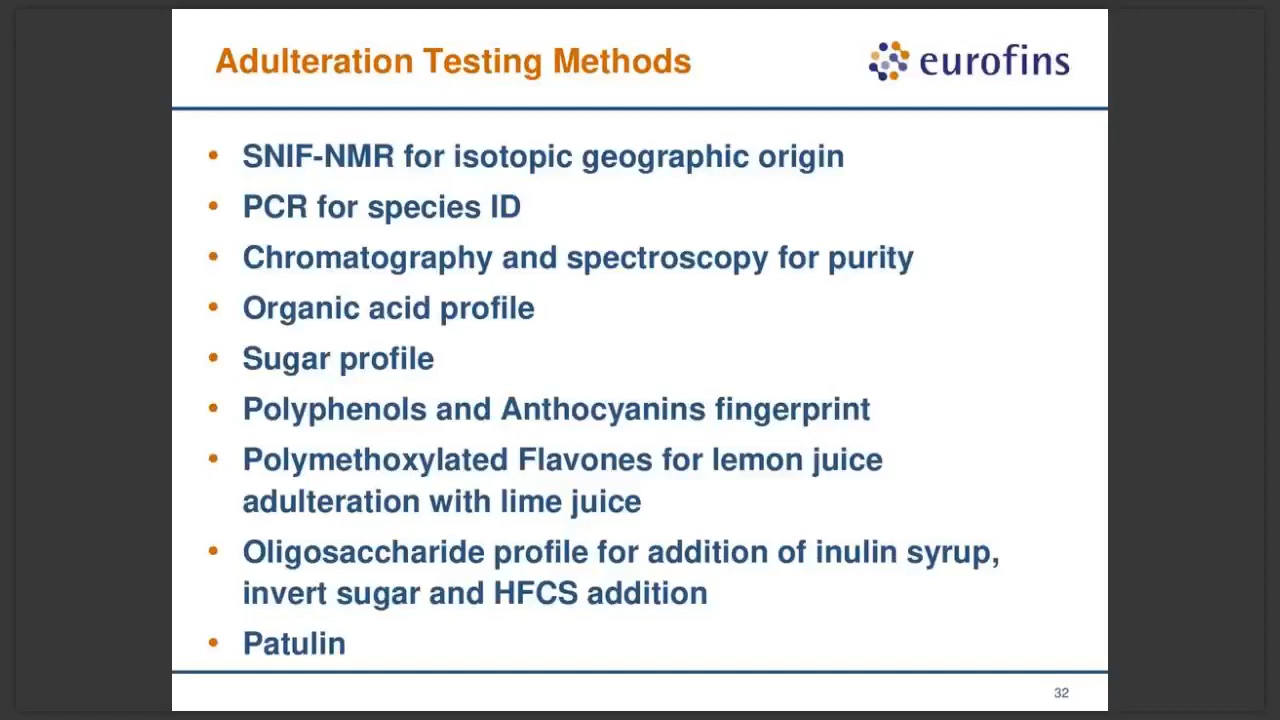 Adulteration Testing Methods
eurofins
• SNIF-NMR for isotopic geographic origin
• PCR for species ID
• Chromatography and spectroscopy for purity
• Organic acid profile
• Sugar profile
• Polyphenols and Anthocyanins fingerprint
• Polymethoxylated Flavones for lemon juice
adulteration with lime juice
• Oligosaccharide profile for addition of inulin syrup,
invert sugar and HFCS addition
• Patulin
32